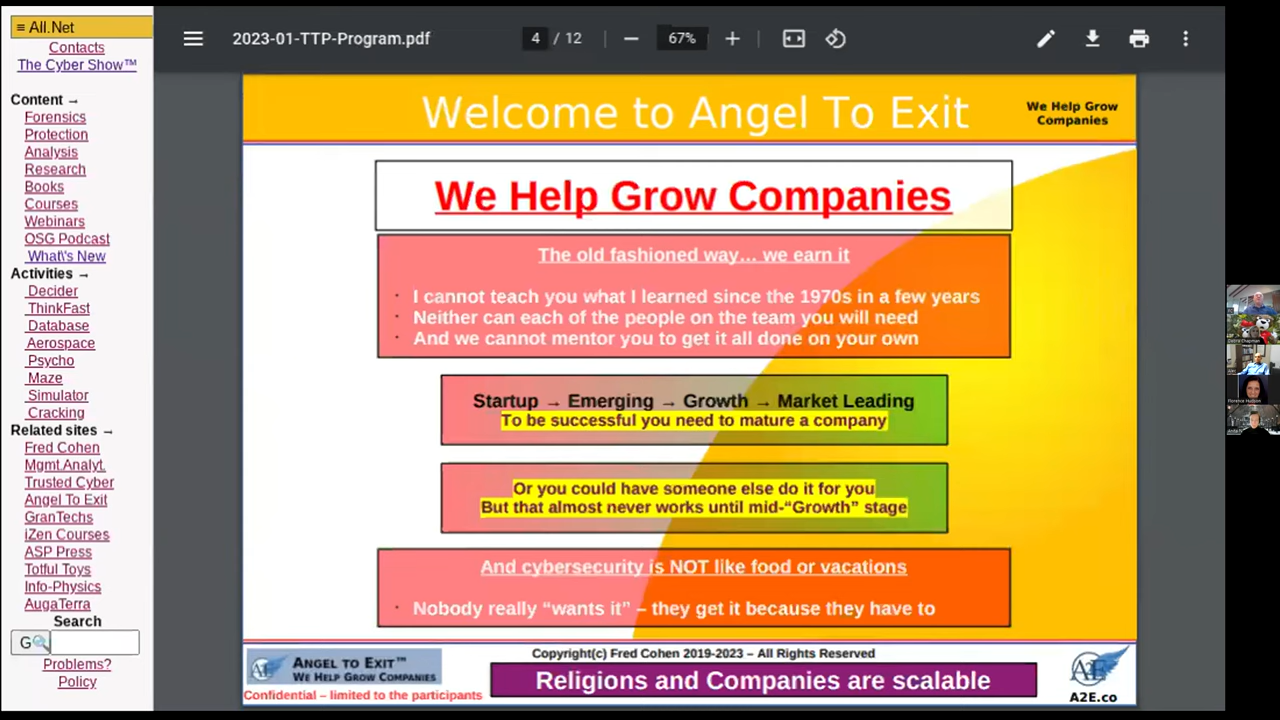 ≡ All.Net
Contacts
The Cyber Show™
Content →
Forensics
Protection
Analysis
Research
Books
Courses
Webinars
OSG Podcast
What\'s New
Activities →
Decider
ThinkFast
Database
Aerospace
Psycho
Maze
Simulator
Cracking
Related sites →
Fred Cohen
Mgmt.Analyt.
Trusted Cyber
Angel To Exit
GranTechs
iZen Courses
ASP Press
Totful Toys
Info-Physics
AugaTerra
Search
G
Problems?
Policy
2023-01-TTP-Program.pdf
4 / 12
67%
Welcome to Angel To Exit
We Help Grow
Companies
We Help Grow Companies
The old fashioned way… we earn it
· I cannot teach you what I learned since the 1970s in a few years
· Neither can each of the people on the team you will need
· And we cannot mentor you to get it all done on your own
Startup → Emerging → Growth → Market Leading
To be successful you need to mature a company
Or you could have someone else do it for you
But that almost never works until mid-“Growth” stage
And cybersecurity is NOT like food or vacations
· Nobody really “wants it” – they get it because they have to
Copyright(c) Fred Cohen 2019-2023 – All Rights Reserved
A2E
ANGEL TO EXIT™
WE HELP GROW COMPANIES
Confidential – limited to the participants
Religions and Companies are scalable
A2E
A2E.co